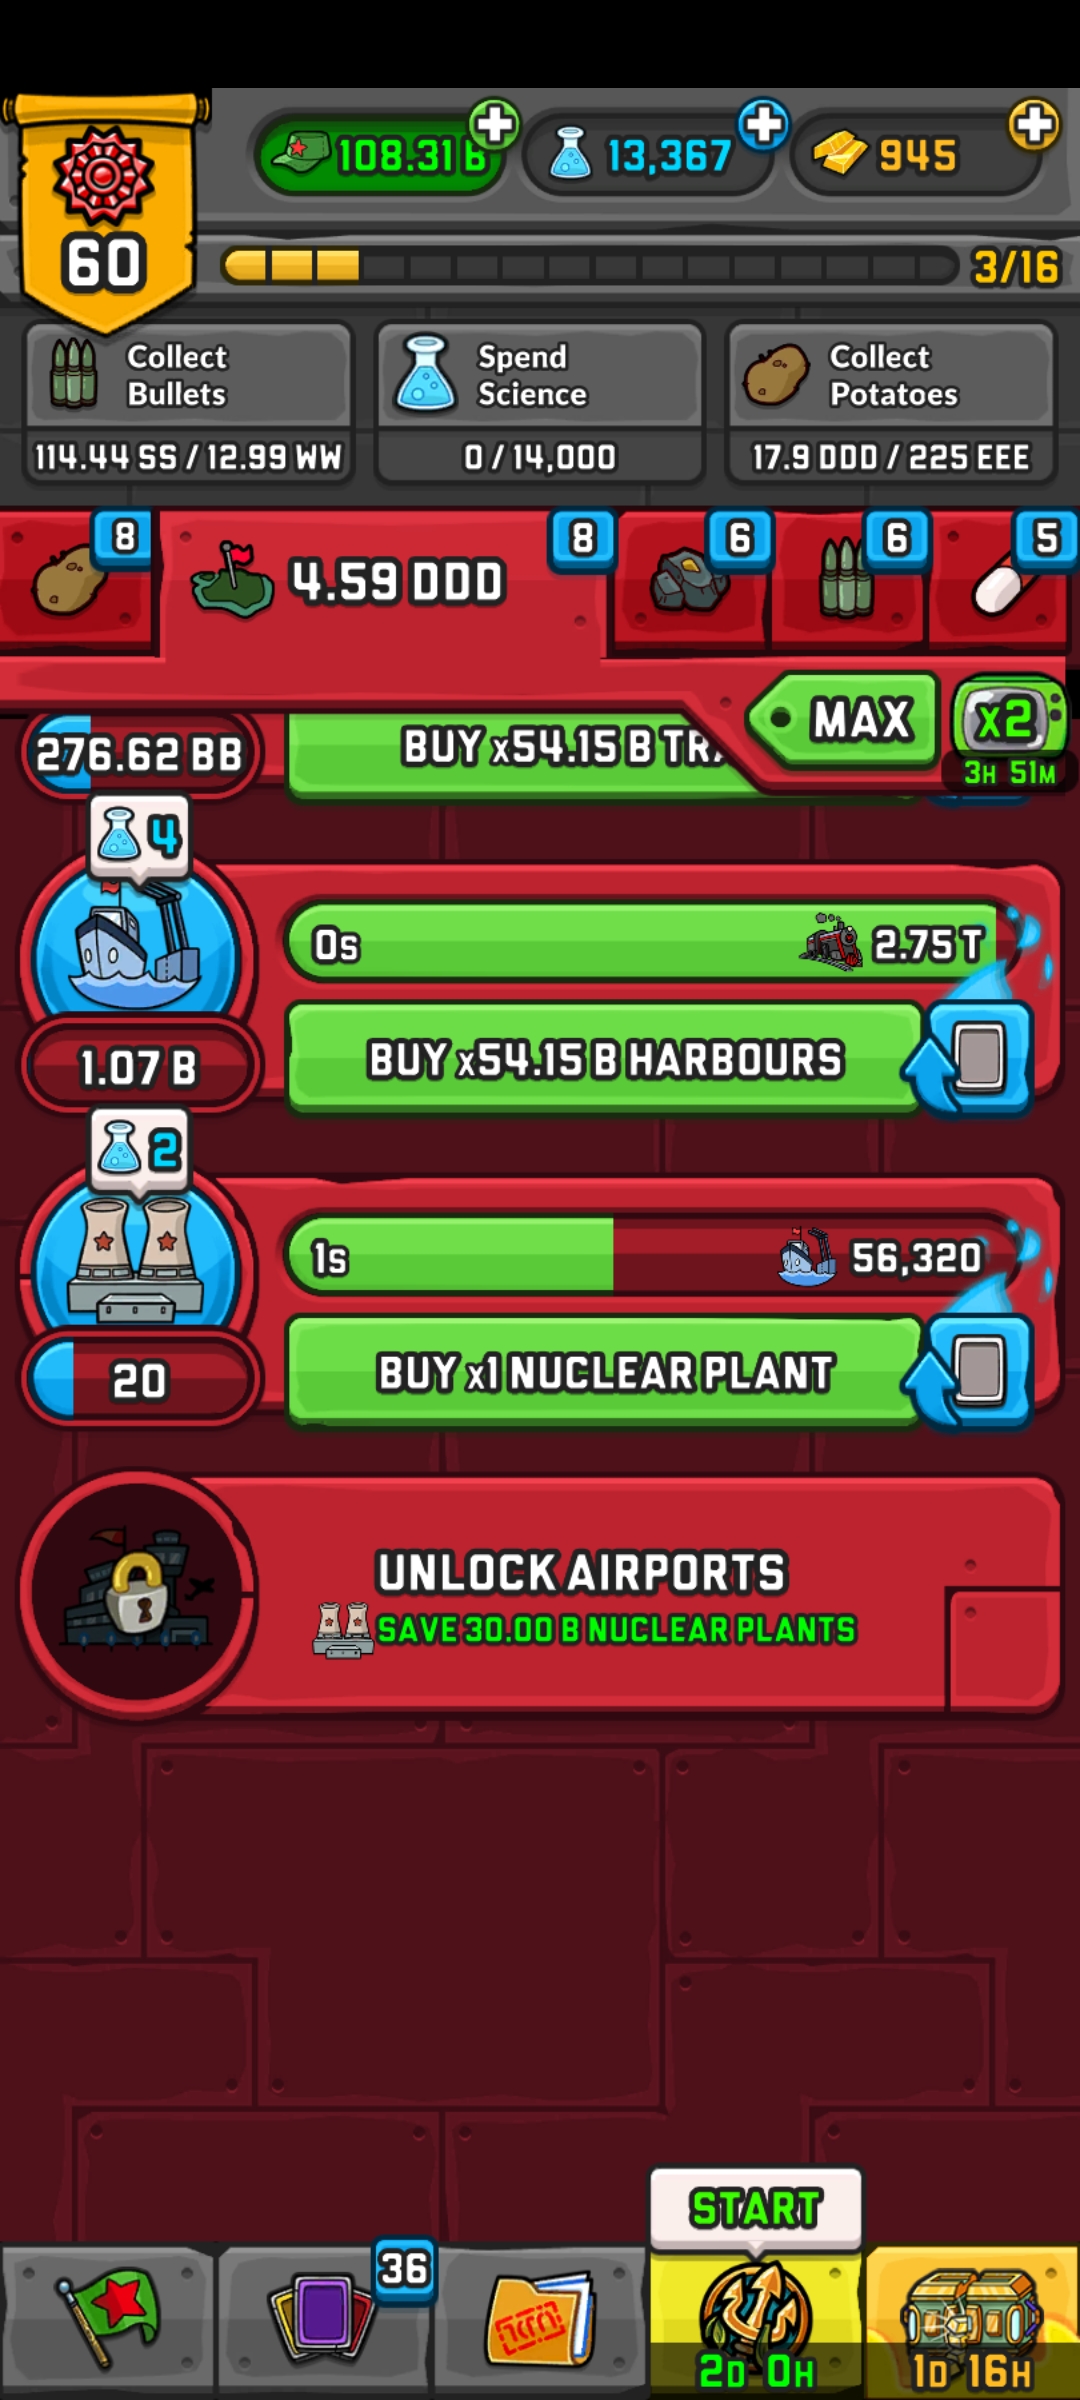 108.31 B
13,367
945
60
3/16
Collect
Bullets
114.44 SS / 12.99 WW
Spend
Science
0 / 14,000
Collect
Potatoes
17.9 DDD / 225 EEE
8
4.59 DDD
8
6
6
5
MAX
x2
3H 51M
276.62 BB
BUY x54.15 B TRA
4
0s
2.75 T
1.07 B
BUY x54.15 B HARBOURS
2
1s
56,320
20
BUY x1 NUCLEAR PLANT
UNLOCK AIRPORTS
SAVE 30.00 B NUCLEAR PLANTS
START
36
2D 0H
1D 16H